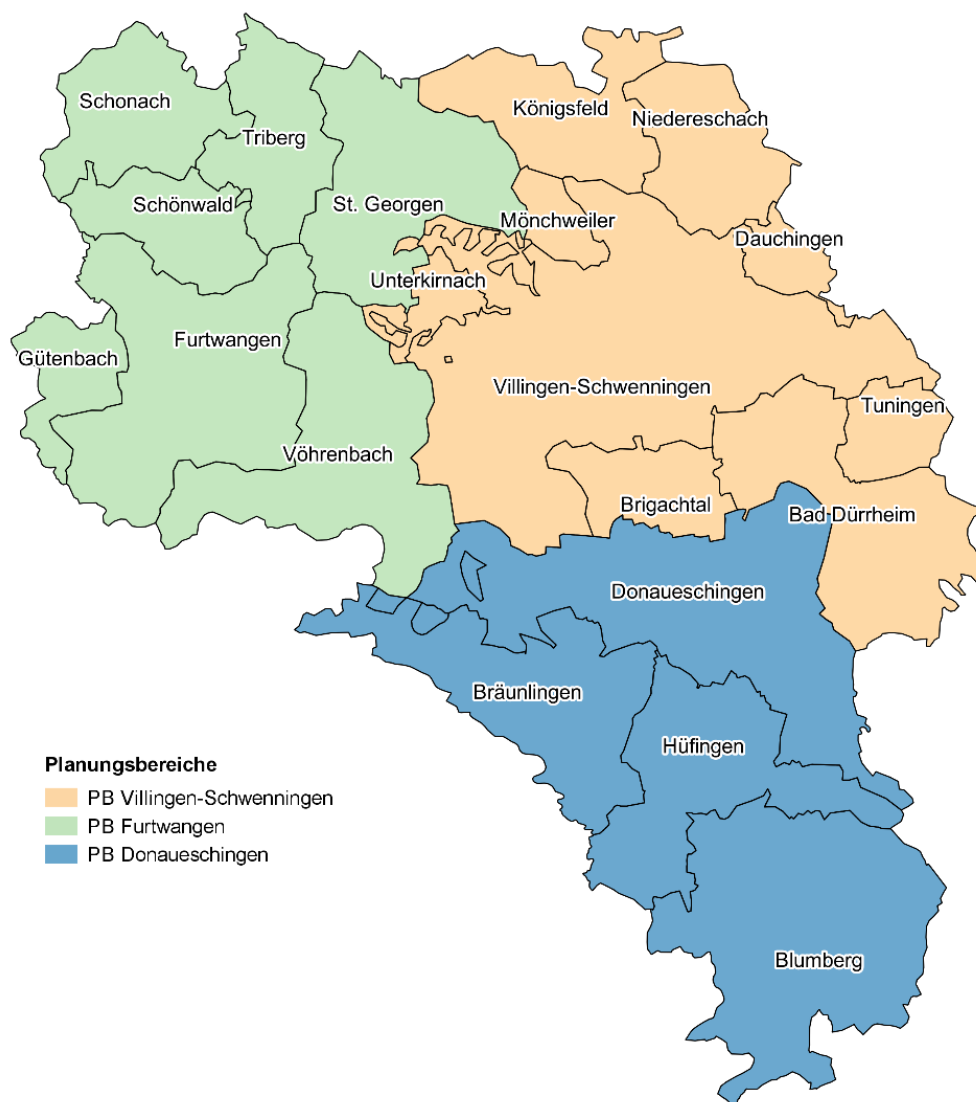 Schonach
Königsfeld
Niedereschach
Triberg
Schönwald
St. Georgen
Mönchweiler
Dauchingen
Unterkirnach
Furtwangen
Gütenbach
Villingen-Schwenningen
Tuningen
Vöhrenbach
Brigachtal
Bad Dürrheim
Donaueschingen
Bräunlingen
Hüfingen
Planungsbereiche
PB Villingen-Schwenningen
PB Furtwangen
PB Donaueschingen
Blumberg